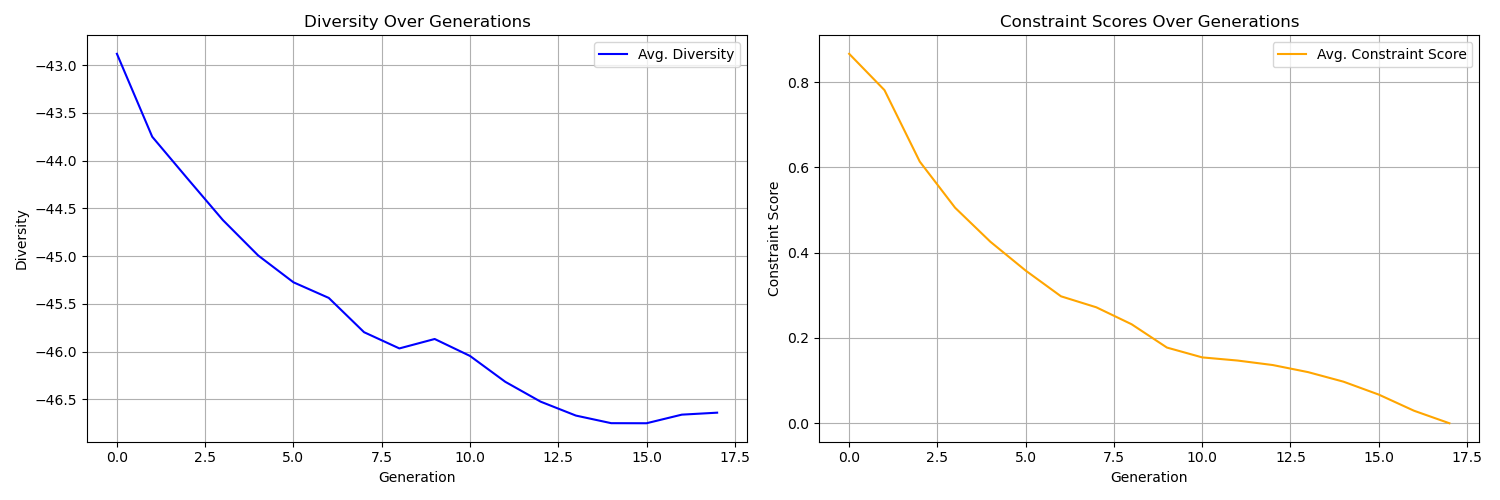 Diversity Over Generations
Avg. Diversity
Diversity
−43.0
−43.5
−44.0
−44.5
−45.0
−45.5
−46.0
−46.5
0.0 2.5 5.0 7.5 10.0 12.5 15.0 17.5
Generation
Constraint Scores Over Generations
Avg. Constraint Score
Constraint Score
0.8
0.6
0.4
0.2
0.0
0.0 2.5 5.0 7.5 10.0 12.5 15.0 17.5
Generation